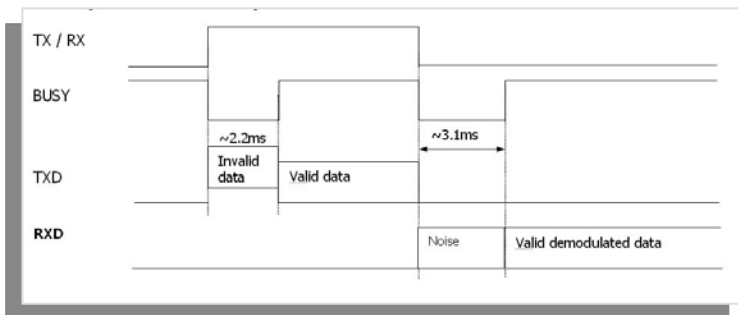 TX / RX
BUSY
~2.2ms
~3.1ms
Invalid
data
Valid data
TXD
RXD
Noise
Valid demodulated data